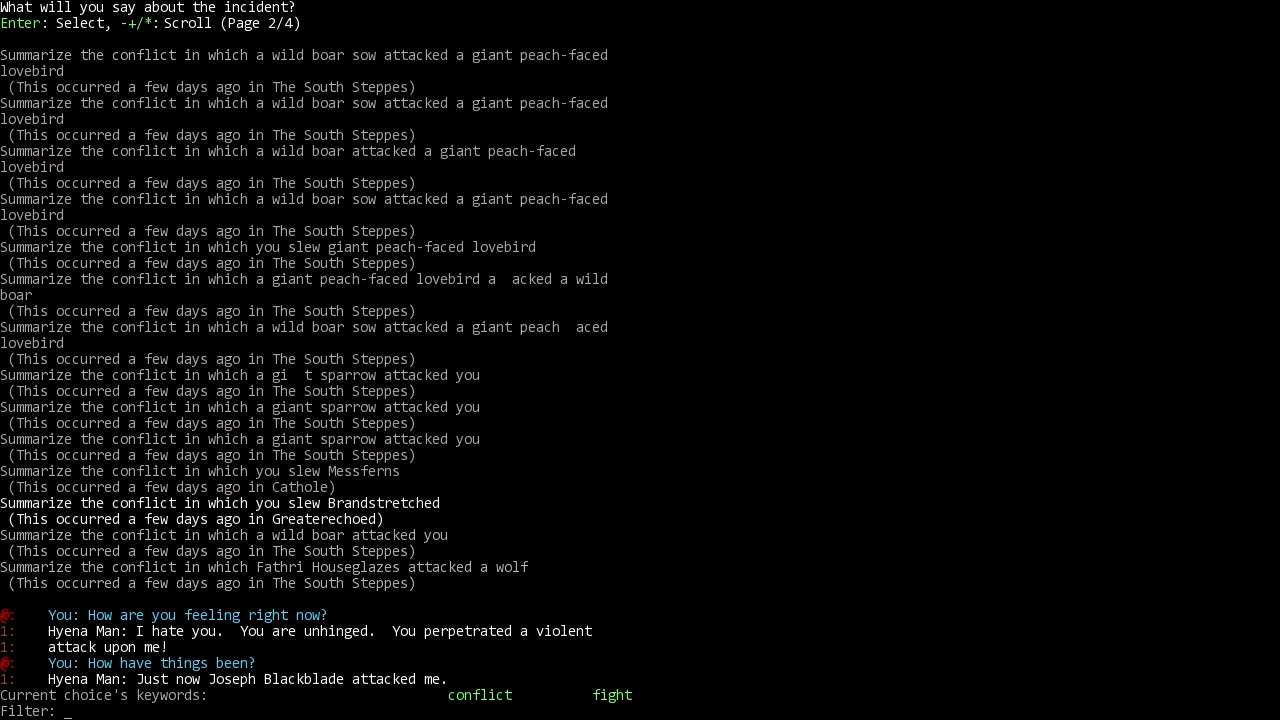 What will you say about the incident?
Enter: Select, -+/*: Scroll (Page 2/4)
Summarize the conflict in which a wild boar sow attacked a giant peach-faced
lovebird
(This occurred a few days ago in The South Steppes)
Summarize the conflict in which a wild boar sow attacked a giant peach-faced
lovebird
(This occurred a few days ago in The South Steppes)
Summarize the conflict in which a wild boar attacked a giant peach-faced
lovebird
(This occurred a few days ago in The South Steppes)
Summarize the conflict in which a wild boar sow attacked a giant peach-faced
lovebird
(This occurred a few days ago in The South Steppes)
Summarize the conflict in which you slew giant peach-faced lovebird
(This occurred a few days ago in The South Steppes)
Summarize the conflict in which a giant peach-faced lovebird a  acked a wild
boar
(This occurred a few days ago in The South Steppes)
Summarize the conflict in which a wild boar sow attacked a giant peach  aced
lovebird
(This occurred a few days ago in The South Steppes)
Summarize the conflict in which a gi  t sparrow attacked you
(This occurred a few days ago in The South Steppes)
Summarize the conflict in which a giant sparrow attacked you
(This occurred a few days ago in The South Steppes)
Summarize the conflict in which a giant sparrow attacked you
(This occurred a few days ago in The South Steppes)
Summarize the conflict in which you slew Messferns
(This occurred a few days ago in Cathole)
Summarize the conflict in which you slew Brandstretched
(This occurred a few days ago in Greaterechoed)
Summarize the conflict in which a wild boar attacked you
(This occurred a few days ago in The South Steppes)
Summarize the conflict in which Fathri Houseglazes attacked a wolf
(This occurred a few days ago in The South Steppes)
@: You: How are you feeling right now?
1: Hyena Man: I hate you.  You are unhinged.  You perpetrated a violent
1: attack upon me!
@: You: How have things been?
1: Hyena Man: Just now Joseph Blackblade attacked me.
Current choice's keywords: conflict fight
Filter: _